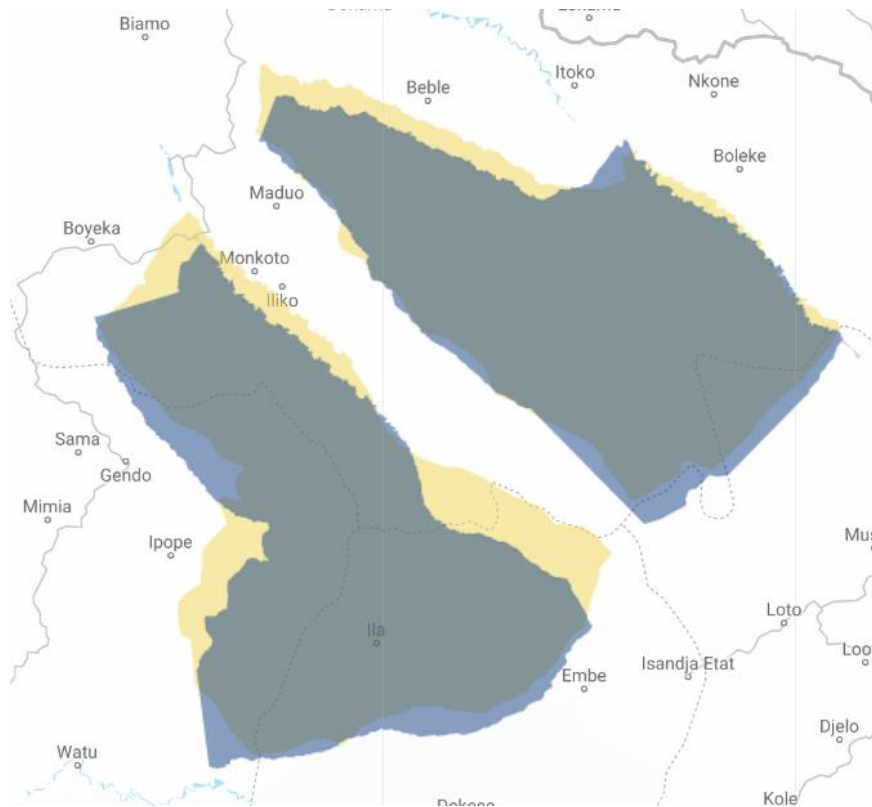 Biamo
Itoko
Beble
Nkone
Boleke
Maduo
Boyeka
Monkoto
Iliko
Sama
Gendo
Mimia
Ipope
Loto
Ila
Isandja Etat
Embe
Djelo
Watu
Kole